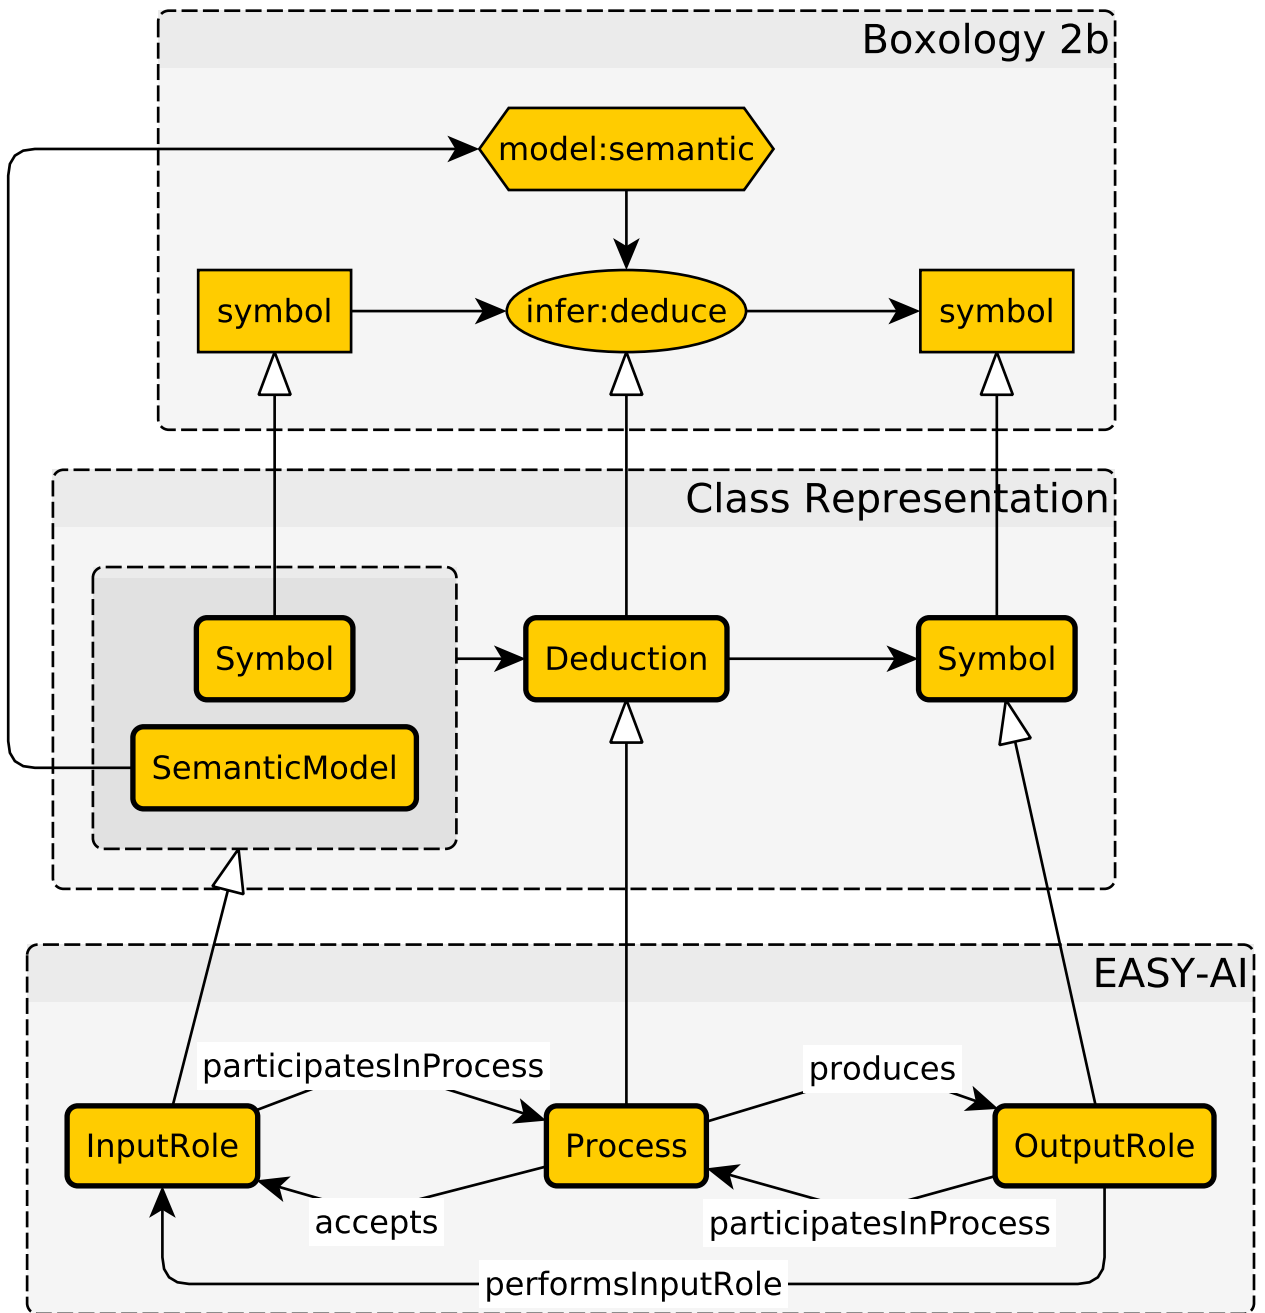 Boxology 2b
model:semantic
symbol
infer:deduce
symbol
Class Representation
Symbol
Deduction
Symbol
SemanticModel
EASY-AI
participatesInProcess
produces
InputRole
Process
OutputRole
accepts
participatesInProcess
performsInputRole